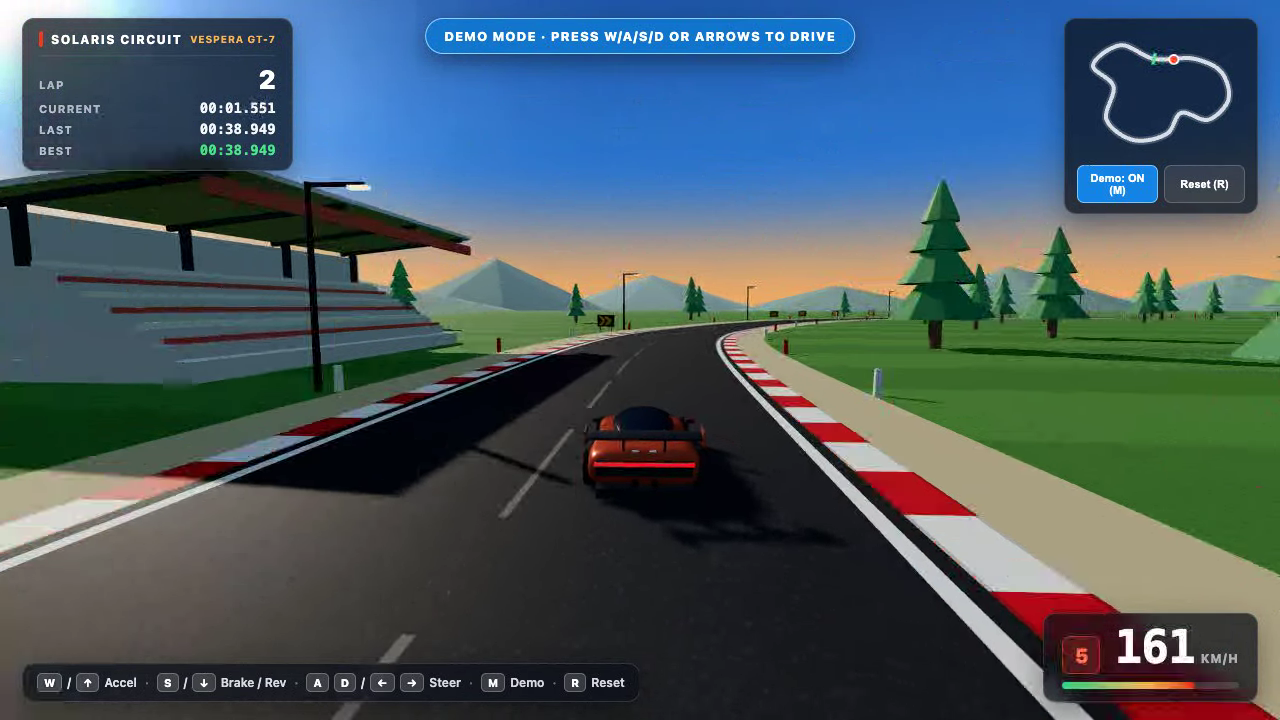 SOLARIS CIRCUIT VESPERA GT-7
LAP 2
CURRENT 00:01.551
LAST 00:38.949
BEST 00:38.949
DEMO MODE · PRESS W/A/S/D OR ARROWS TO DRIVE
Demo: ON
(M)
Reset (R)
W / ↑ Accel · S / ↓ Brake / Rev · A D / ← → Steer · M Demo · R Reset
5 161 KM/H